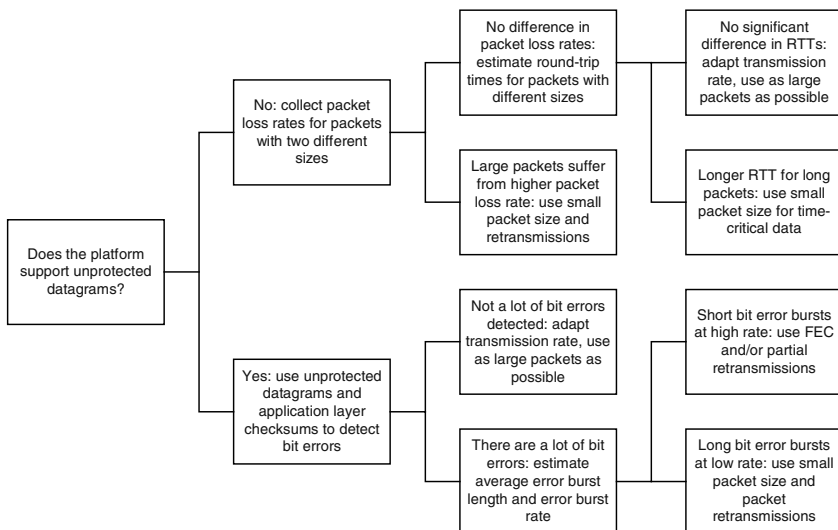 Does the platform
support unprotected
datagrams?
No: collect packet
loss rates for packets
with two different
sizes
No difference in
packet loss rates:
estimate round-trip
times for packets with
different sizes
No significant
difference in RTTs:
adapt transmission
rate, use as large
packets as possible
Longer RTT for long
packets: use small
packet size for time-
critical data
Large packets suffer
from higher packet
loss rate: use small
packet size and
retransmissions
Yes: use unprotected
datagrams and
application layer
checksums to detect
bit errors
Not a lot of bit errors
detected: adapt
transmission rate, use
as large packets as
possible
There are a lot of bit
errors: estimate
average error burst
length and error burst
rate
Short bit error bursts
at high rate: use FEC
and/or partial
retransmissions
Long bit error bursts
at low rate: use small
packet size and
packet
retransmissions